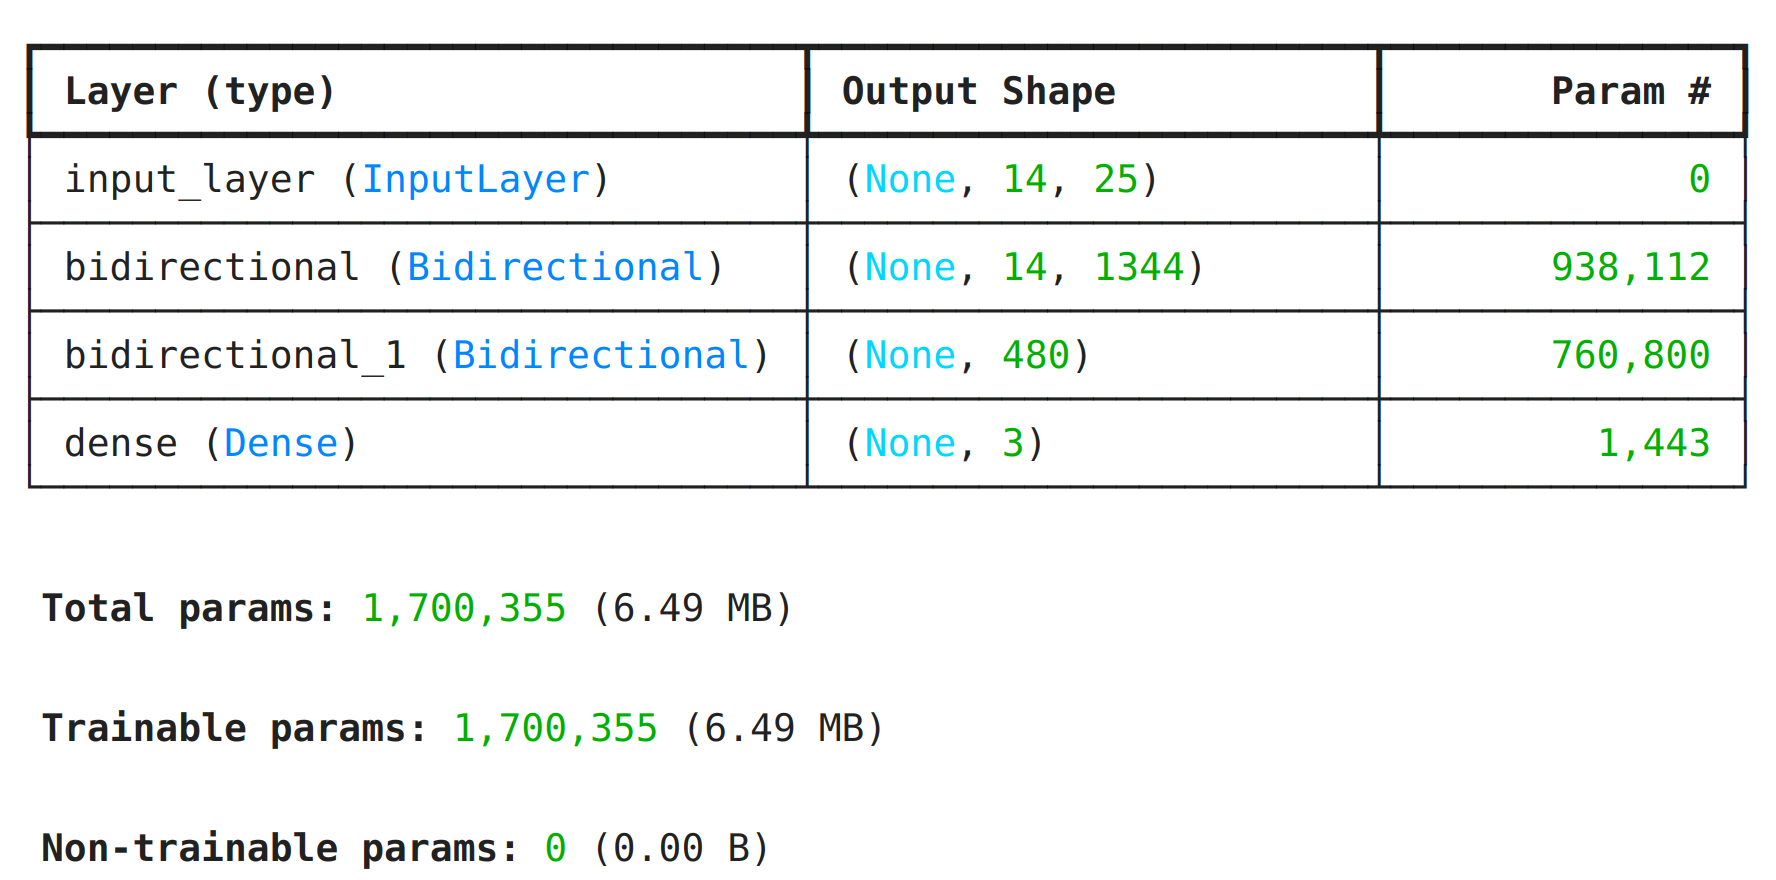 Layer (type) Output Shape Param #
input_layer (InputLayer) (None, 14, 25) 0
bidirectional (Bidirectional) (None, 14, 1344) 938,112
bidirectional_1 (Bidirectional) (None, 480) 760,800
dense (Dense) (None, 3) 1,443
Total params: 1,700,355 (6.49 MB)
Trainable params: 1,700,355 (6.49 MB)
Non-trainable params: 0 (0.00 B)